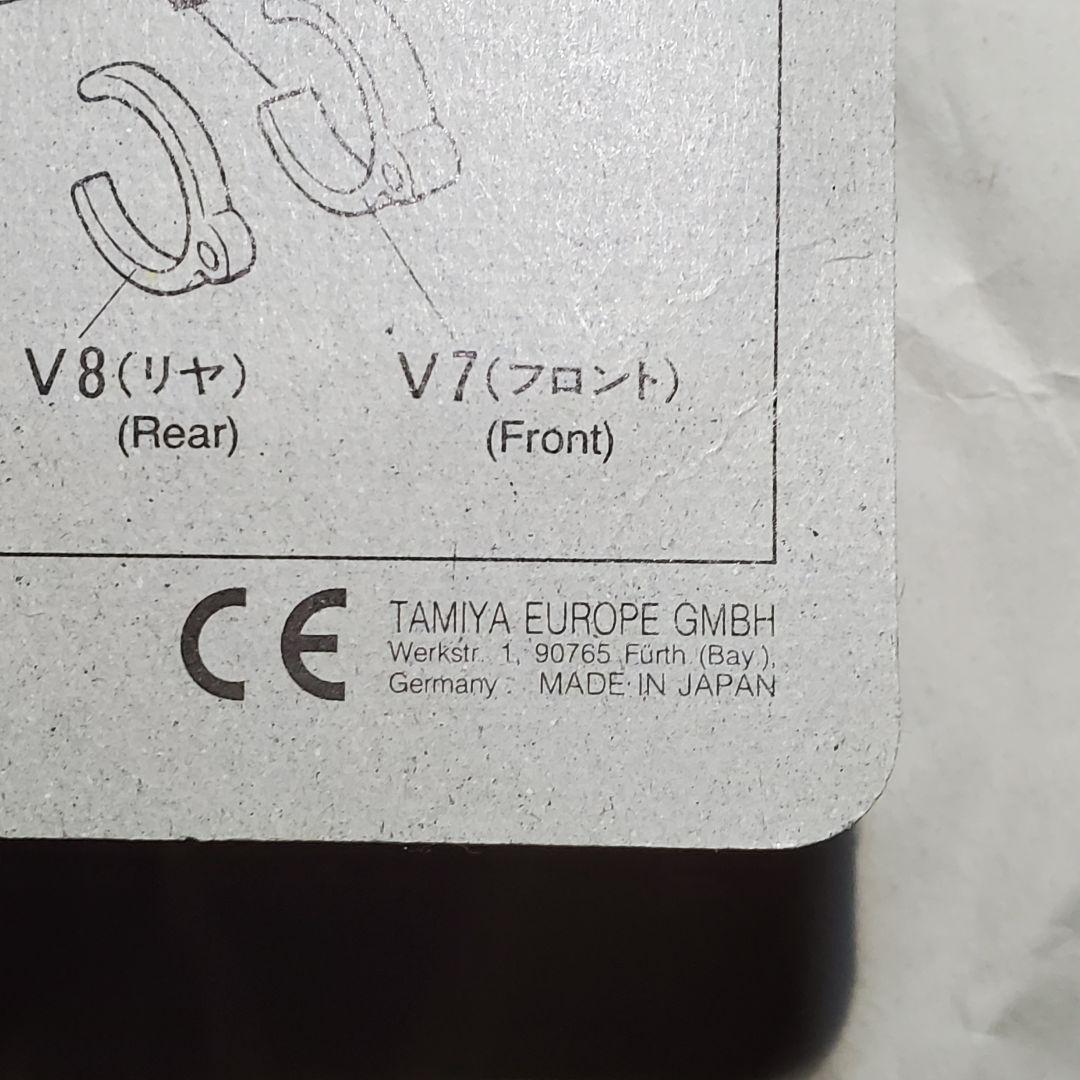 V8(リヤ)
(Rear)
V7(フロント)
(Front)
CE
TAMIYA EUROPE GMBH
Werkstr. 1, 90765 Fürth (Bay.),
Germany. MADE IN JAPAN